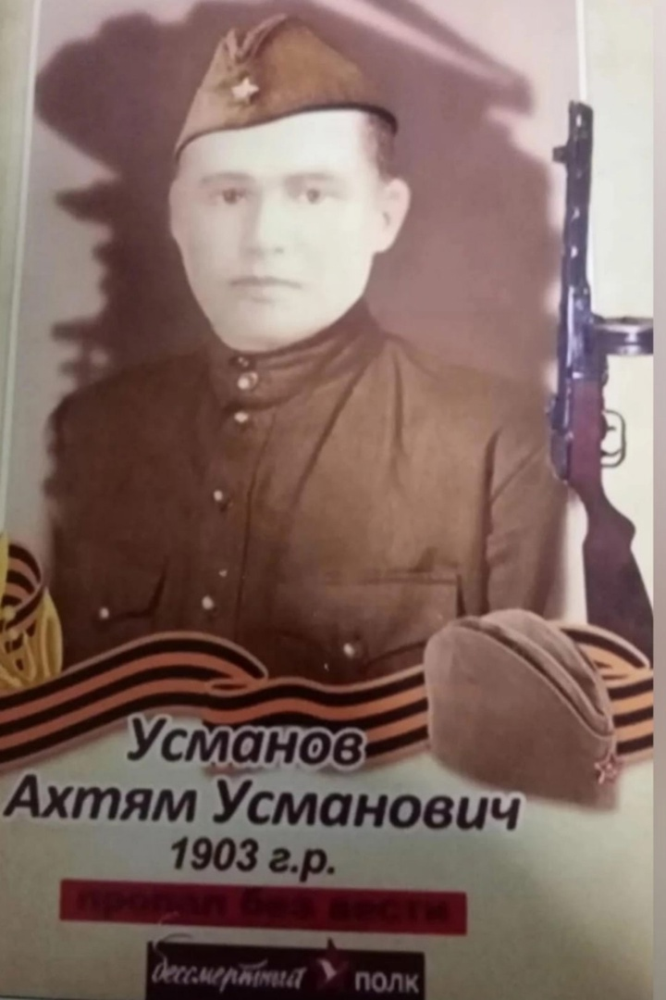 Усманов
Ахтям Усманович
1903 г.р.
пропал без вести
бессмертный полк